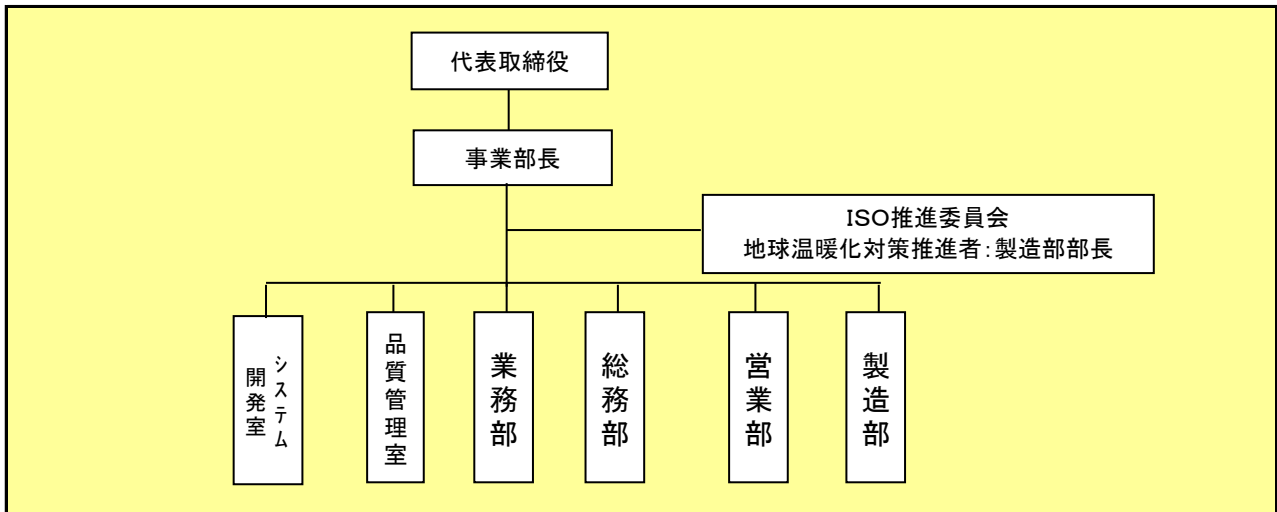 代表取締役
事業部長
ISO推進委員会
地球温暖化対策推進者:製造部部長
システム
開発室
品質管理室
業務部
総務部
営業部
製造部